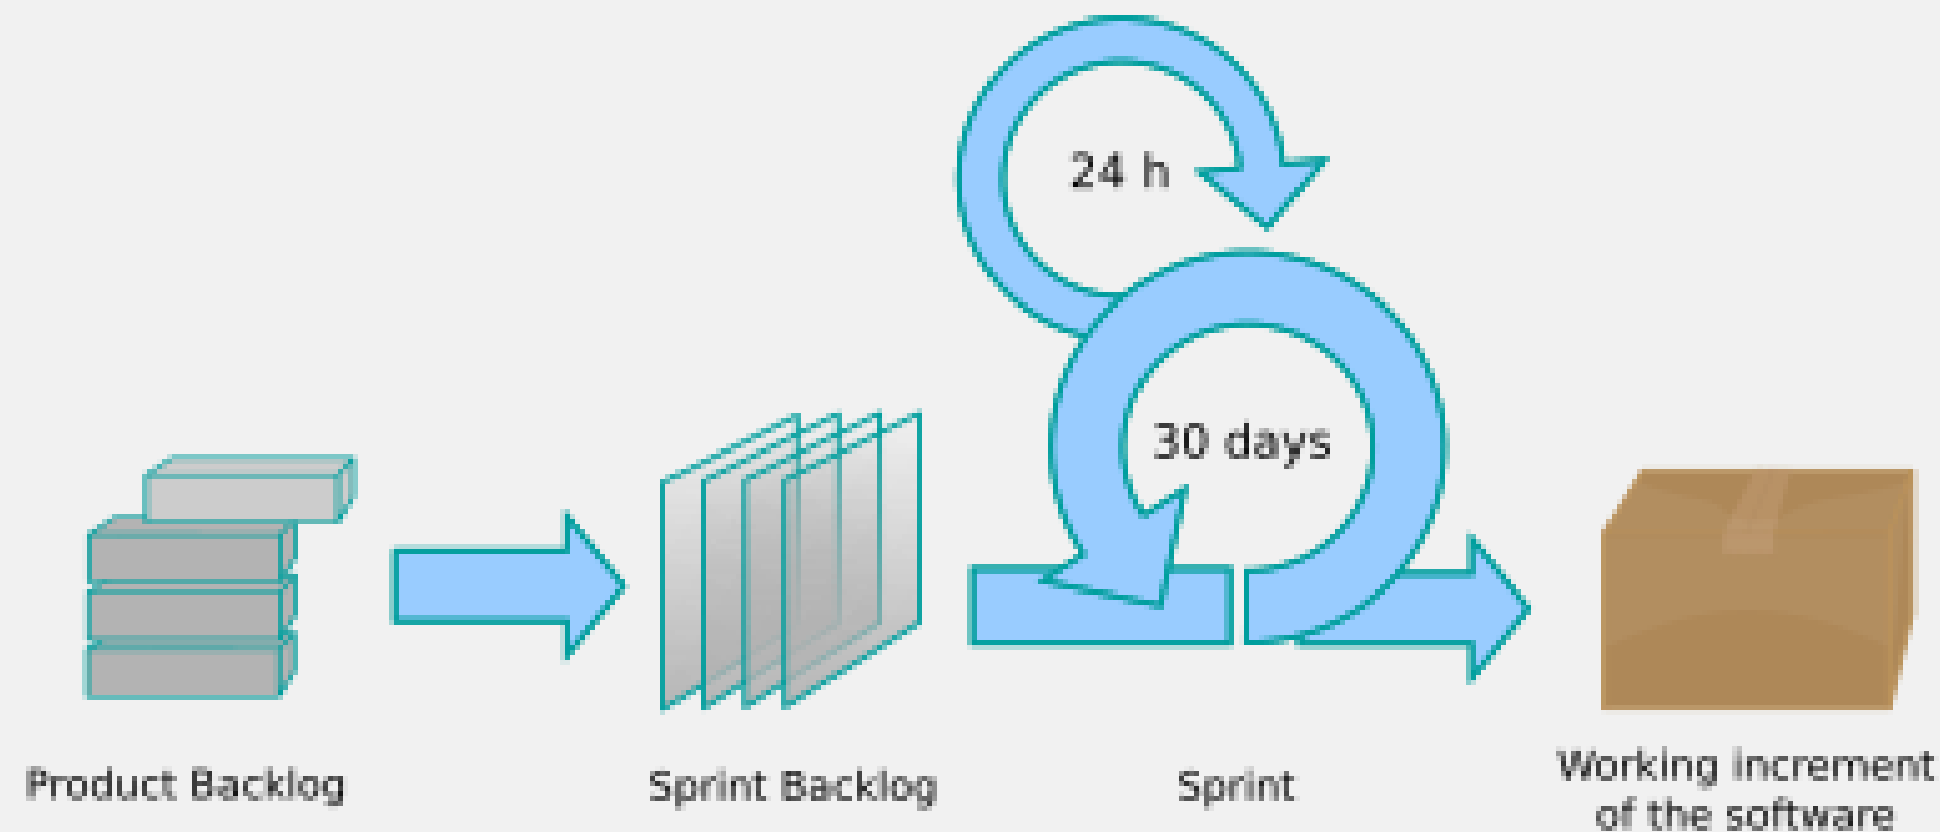 24 h
30 days
Product Backlog
Sprint Backlog
Sprint
Working increment
of the software